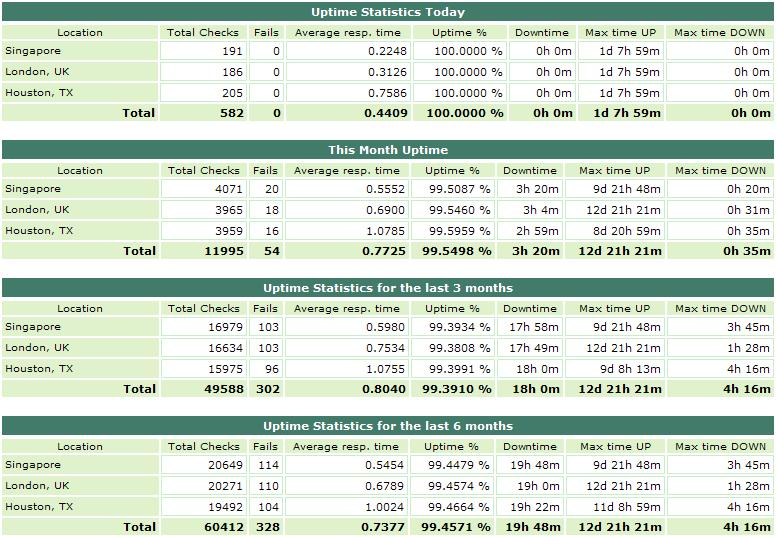 Uptime Statistics Today
Location Total Checks Fails Average resp. time Uptime % Downtime Max time UP Max time DOWN
Singapore 191 0 0.2248 100.0000 % 0h 0m 1d 7h 59m 0h 0m
London, UK 186 0 0.3126 100.0000 % 0h 0m 1d 7h 59m 0h 0m
Houston, TX 205 0 0.7586 100.0000 % 0h 0m 1d 7h 59m 0h 0m
Total 582 0 0.4409 100.0000 % 0h 0m 1d 7h 59m 0h 0m
This Month Uptime
Location Total Checks Fails Average resp. time Uptime % Downtime Max time UP Max time DOWN
Singapore 4071 20 0.5552 99.5087 % 3h 20m 9d 21h 48m 0h 20m
London, UK 3965 18 0.6900 99.5460 % 3h 4m 12d 21h 21m 0h 31m
Houston, TX 3959 16 1.0785 99.5959 % 2h 59m 8d 20h 59m 0h 35m
Total 11995 54 0.7725 99.5498 % 3h 20m 12d 21h 21m 0h 35m
Uptime Statistics for the last 3 months
Location Total Checks Fails Average resp. time Uptime % Downtime Max time UP Max time DOWN
Singapore 16979 103 0.5980 99.3934 % 17h 58m 9d 21h 48m 3h 45m
London, UK 16634 103 0.7534 99.3808 % 17h 49m 12d 21h 21m 1h 28m
Houston, TX 15975 96 1.0755 99.3991 % 18h 0m 9d 8h 13m 4h 16m
Total 49588 302 0.8040 99.3910 % 18h 0m 12d 21h 21m 4h 16m
Uptime Statistics for the last 6 months
Location Total Checks Fails Average resp. time Uptime % Downtime Max time UP Max time DOWN
Singapore 20649 114 0.5454 99.4479 % 19h 48m 9d 21h 48m 3h 45m
London, UK 20271 110 0.6789 99.4574 % 19h 0m 12d 21h 21m 1h 28m
Houston, TX 19492 104 1.0024 99.4664 % 19h 22m 11d 8h 59m 4h 16m
Total 60412 328 0.7377 99.4571 % 19h 48m 12d 21h 21m 4h 16m